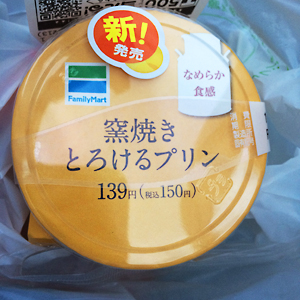 新!
発売
FamilyMart
なめらか
食感
窯焼き
とろけるプリン
139円(税込150円)